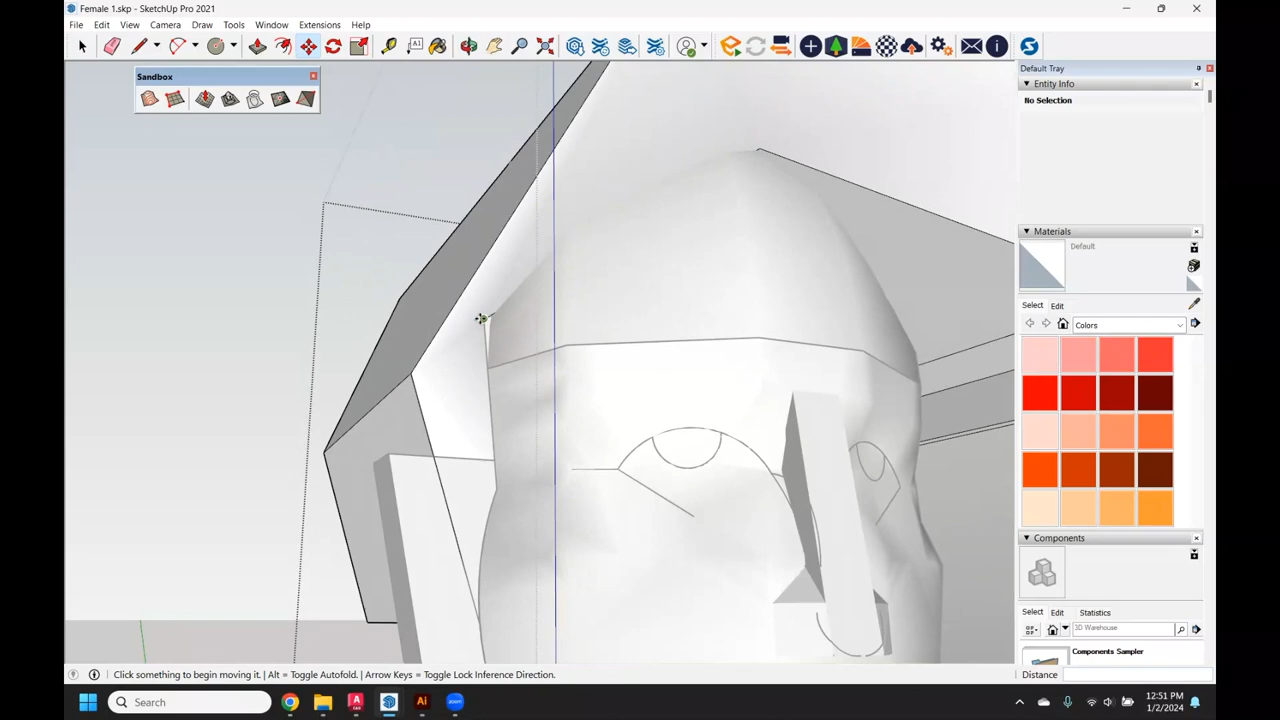 Female 1.skp - SketchUp Pro 2021
File Edit View Camera Draw Tools Window Extensions Help
Sandbox
Default Tray
Entity Info
No Selection
Materials
Default
Select Edit
Colors
Components
Select Edit Statistics
3D Warehouse
Components Sampler
Click something to begin moving it. | Alt = Toggle Autofold. | Arrow Keys = Toggle Lock Inference Direction.
Distance
Search
12:51 PM
1/2/2024